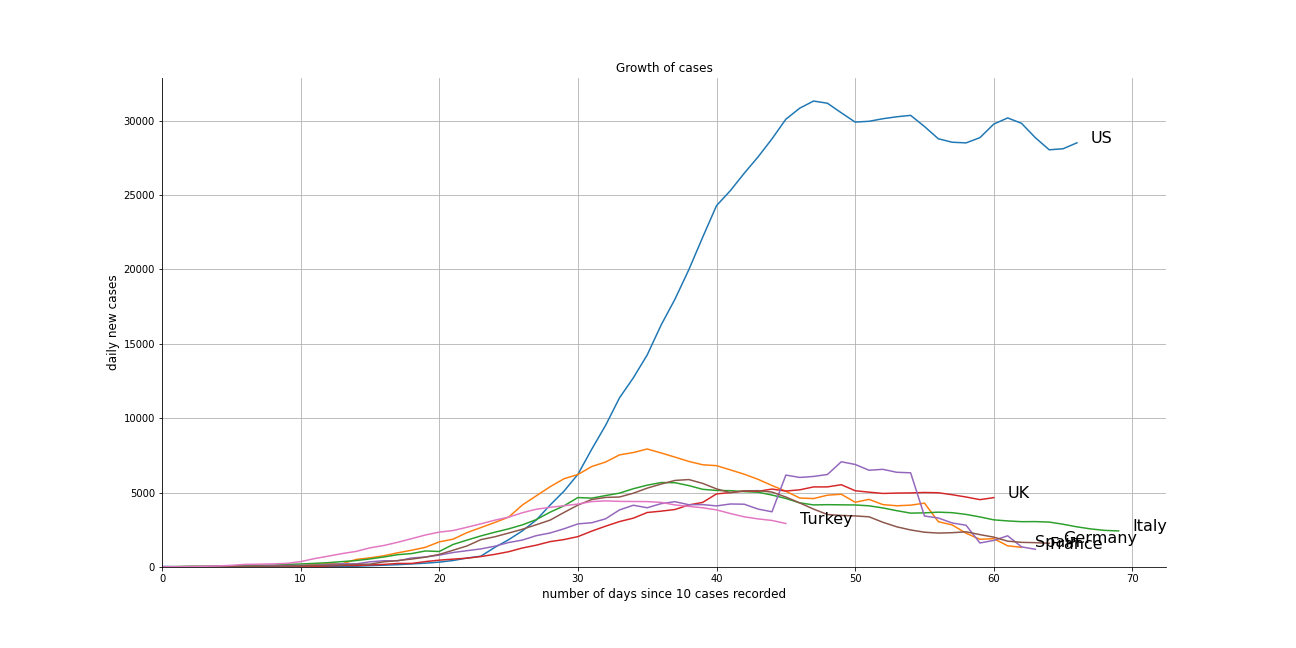 Growth of cases
30000
25000
20000
15000
10000
5000
0
daily new cases
US
UK
Turkey
Italy
Germany
Spain
France
0 10 20 30 40 50 60 70
number of days since 10 cases recorded